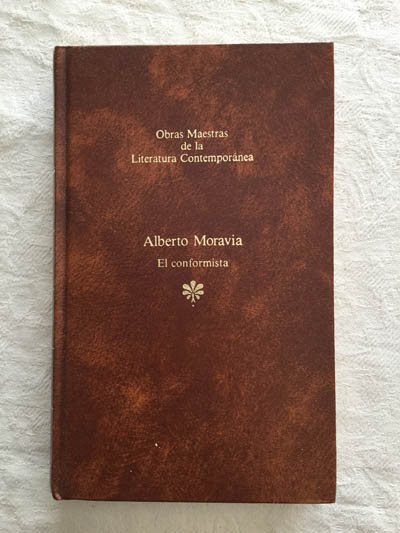 Obras Maestras
de la
Literatura Contemporánea
Alberto Moravia
El conformista